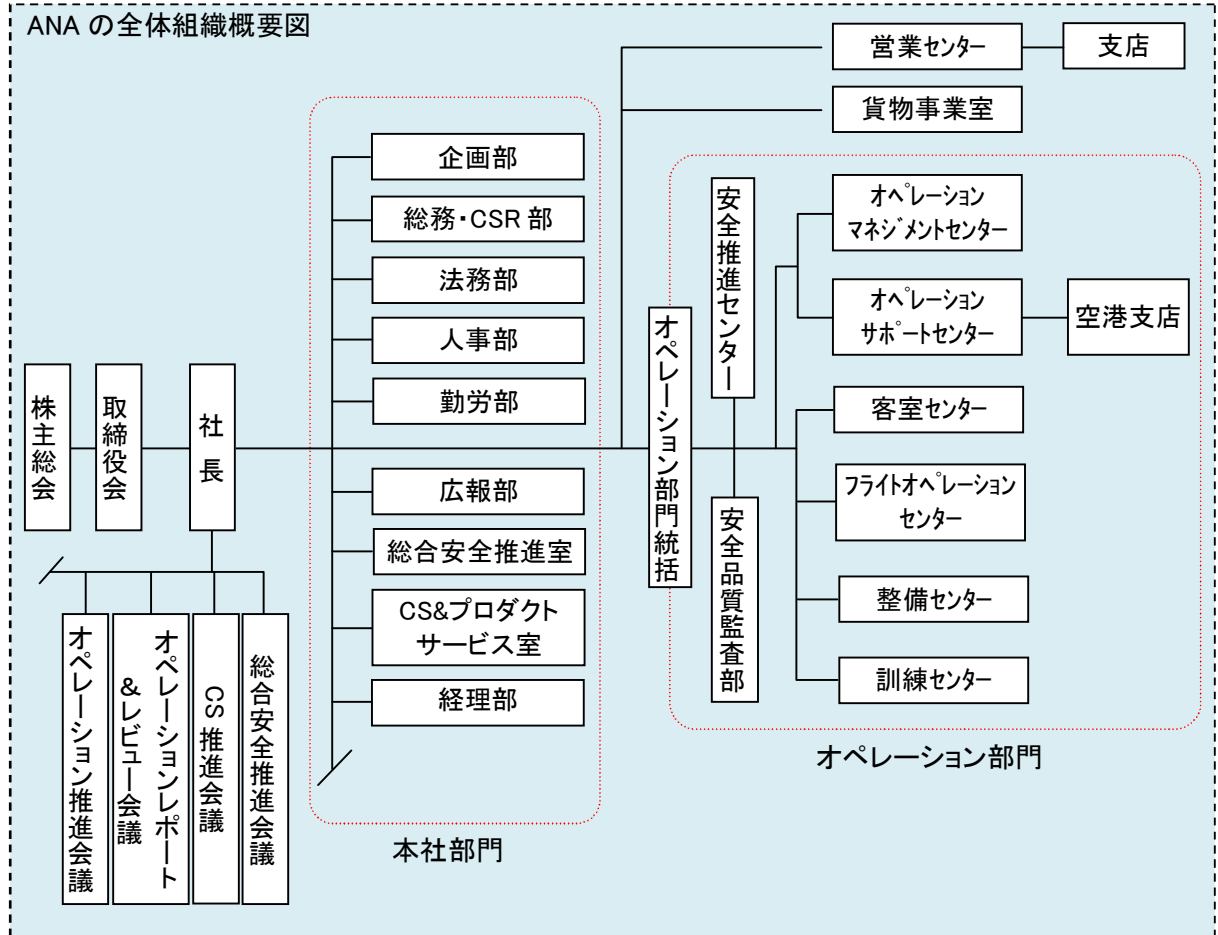 ANA の全体組織概要図
営業センター
支店
貨物事業室
企画部
総務・CSR 部
法務部
人事部
勤労部
広報部
総合安全推進室
CS&プロダクト
サービス室
経理部
本社部門
株主総会
取締役会
社長
オペレーション推進会議
オペレーションレポート
&レビュー会議
CS 推進会議
総合安全推進会議
オペレーション部門統括
安全推進センター
安全品質監査部
オペレーション
マネジメントセンター
オペレーション
サポートセンター
空港支店
客室センター
フライトオペレーション
センター
整備センター
訓練センター
オペレーション部門